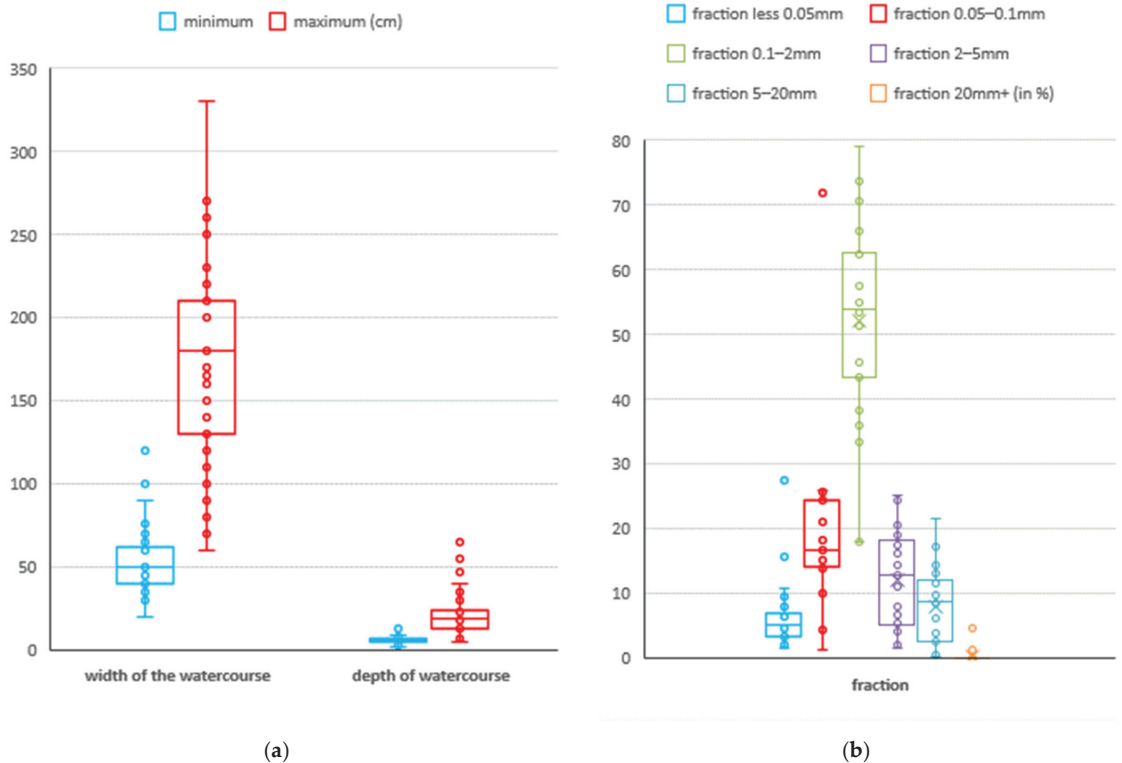 minimum maximum (cm)
350
300
250
200
150
100
50
0
width of the watercourse depth of watercourse
(a)
fraction less 0.05mm fraction 0.05–0.1mm
fraction 0.1–2mm fraction 2–5mm
fraction 5–20mm fraction 20mm+ (in %)
80
70
60
50
40
30
20
10
0
fraction
(b)